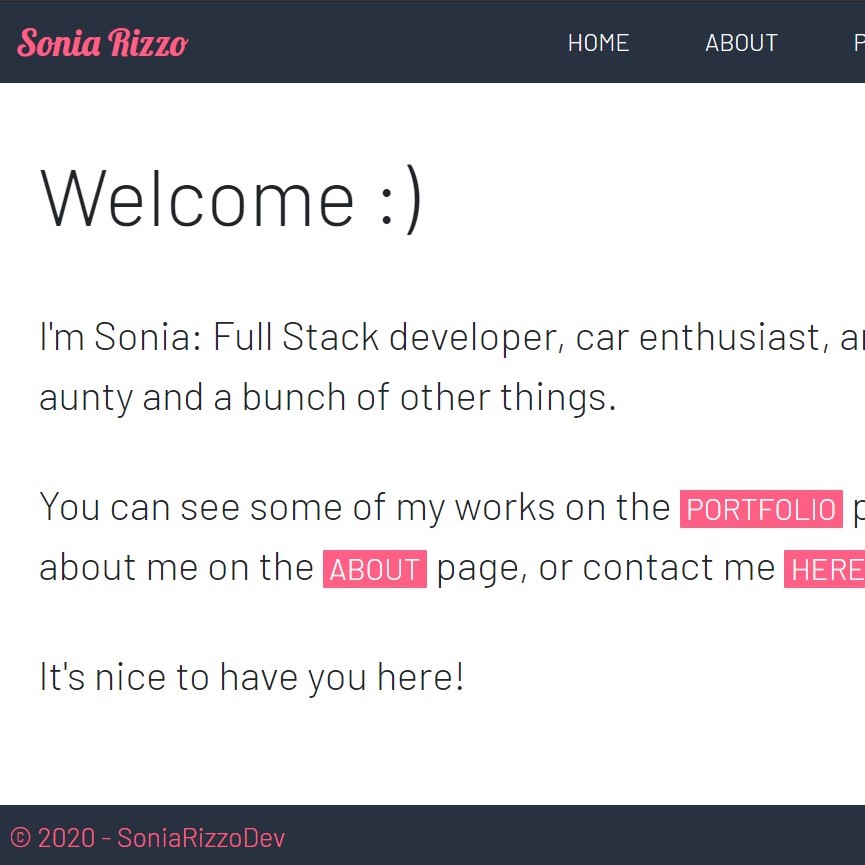 Sonia Rizzo HOME ABOUT
Welcome :)
I'm Sonia: Full Stack developer, car enthusiast,
aunty and a bunch of other things.
You can see some of my works on the PORTFOLIO
about me on the ABOUT page, or contact me HERE
It's nice to have you here!
© 2020 - SoniaRizzoDev